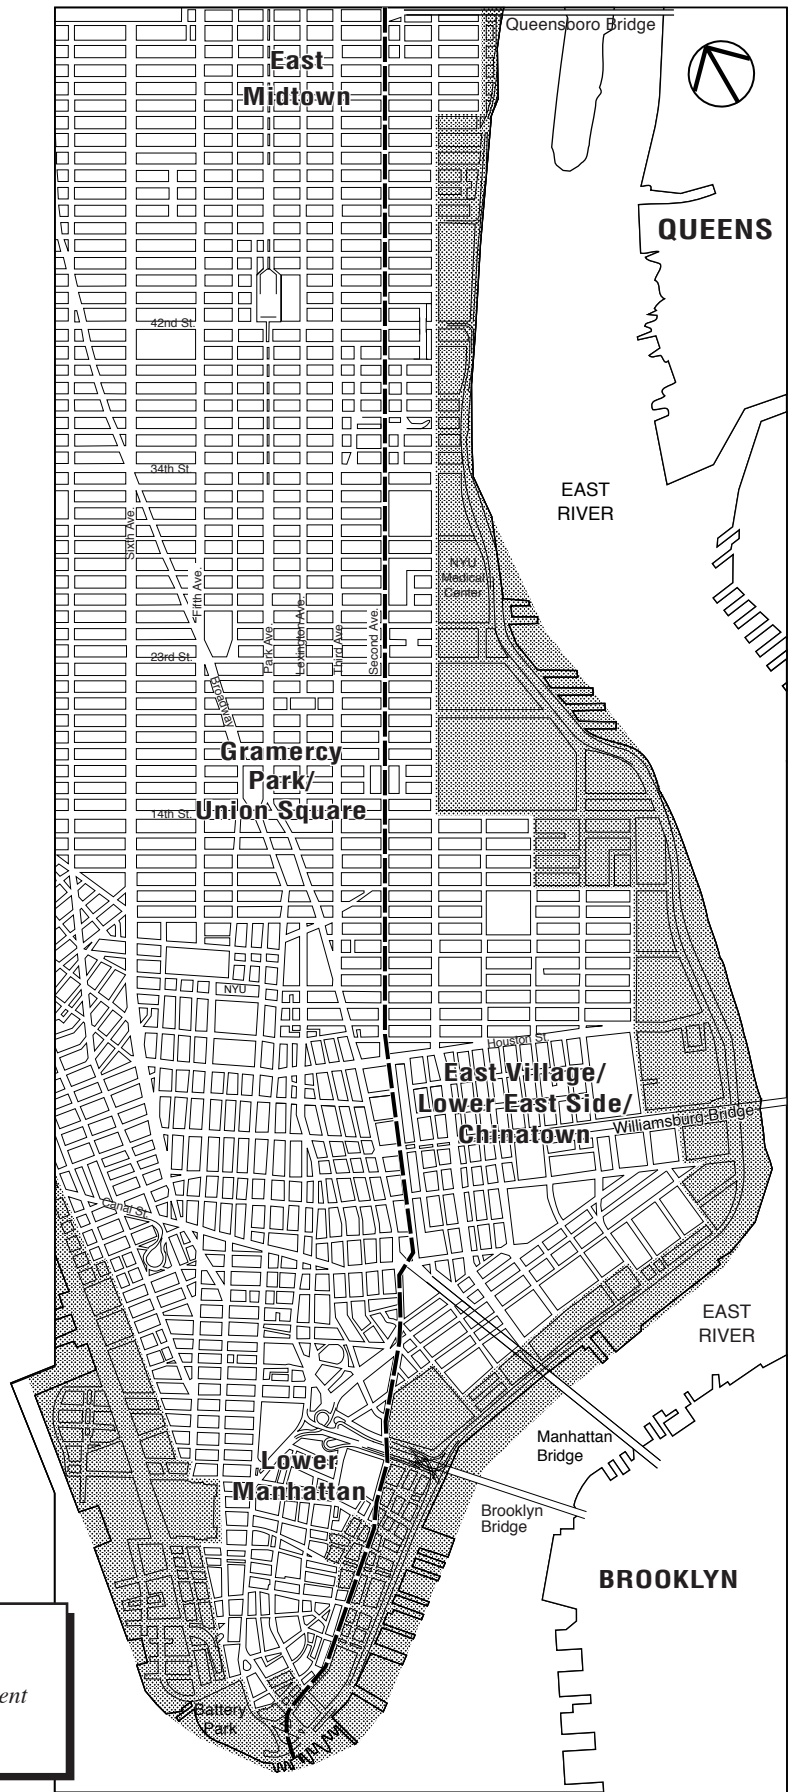 Queensboro Bridge
East
Midtown
QUEENS
42nd St.
34th St.
EAST
RIVER
Sixth Ave.
Fifth Ave.
NYU
Medical
Center
Park Ave.
Lexington Ave.
Third Ave
Second Ave.
23rd St.
Broadway
Gramercy
Park/
Union Square
14th St.
NYU
Houston St.
East Village/
Lower East Side/
Chinatown
Williamsburg Bridge
Canal St
EAST
RIVER
Manhattan
Bridge
Lower
Manhattan
Brooklyn
Bridge
BROOKLYN
ent
Battery
Park